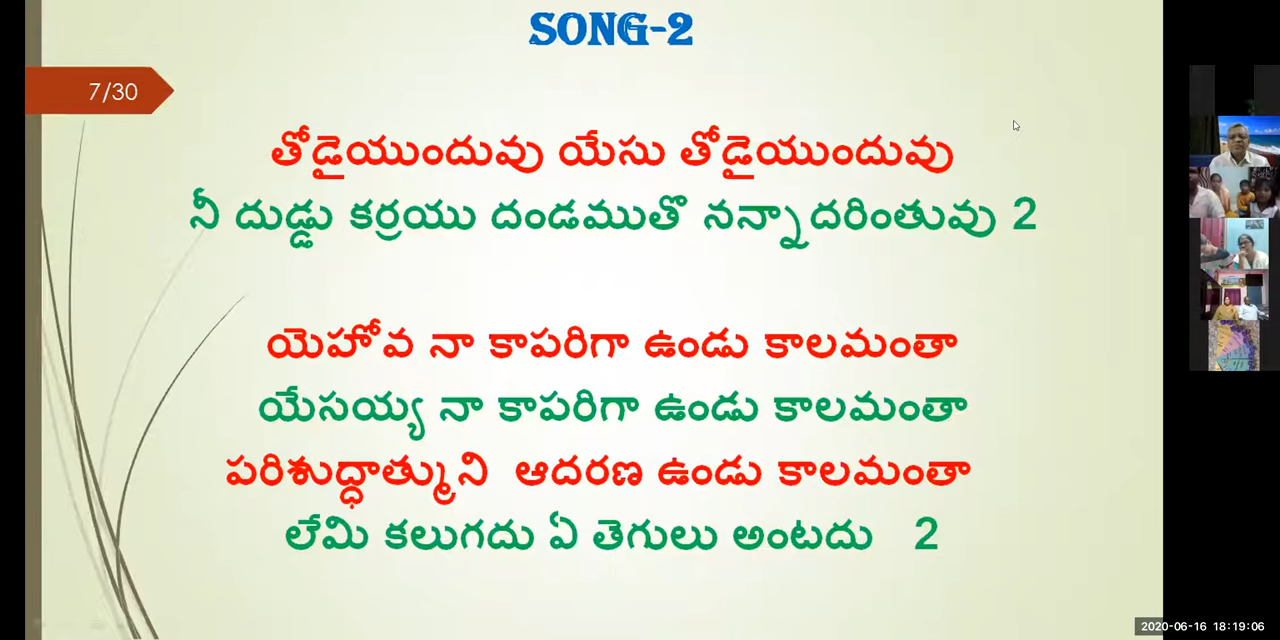 SONG-2
7/30
తోడైయుందువు యేసు తోడైయుందువు
నీ దుడ్డు కర్రయు దండముతొ నన్నాదరింతువు 2
యెహోవ నా కాపరిగా ఉండు కాలమంతా
యేసయ్య నా కాపరిగా ఉండు కాలమంతా
పరిశుద్ధాత్ముని ఆదరణ ఉండు కాలమంతా
లేమి కలుగదు ఏ తెగులు అంటదు 2
2020-06-16 18:19:06